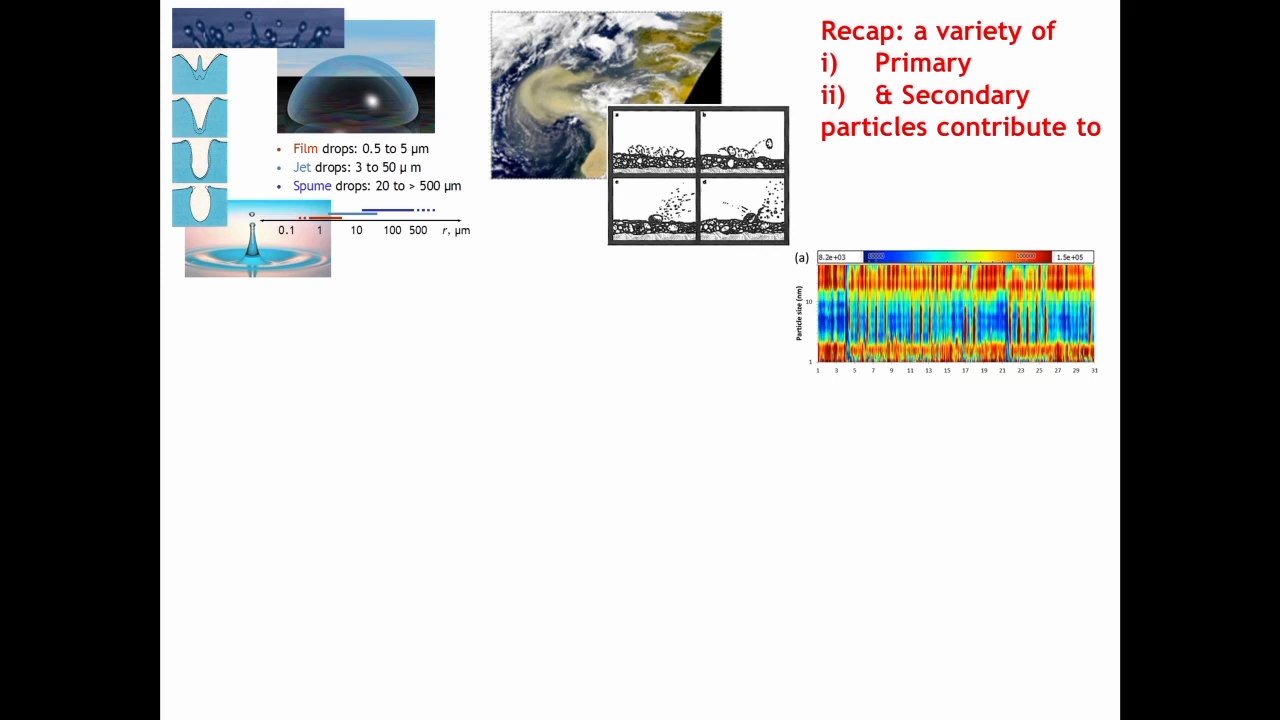 Recap: a variety of
i) Primary
ii) & Secondary
particles contribute to
• Film drops: 0.5 to 5 µm
• Jet drops: 3 to 50 µ m
• Spume drops: 20 to > 500 µm
0.1 1 10 100 500 r, µm
a b
c d
(a)
8.2e+03 10000 100000 1.5e+05
Particle size (nm)
10
1
1 3 5 7 9 11 13 15 17 19 21 23 25 27 29 31